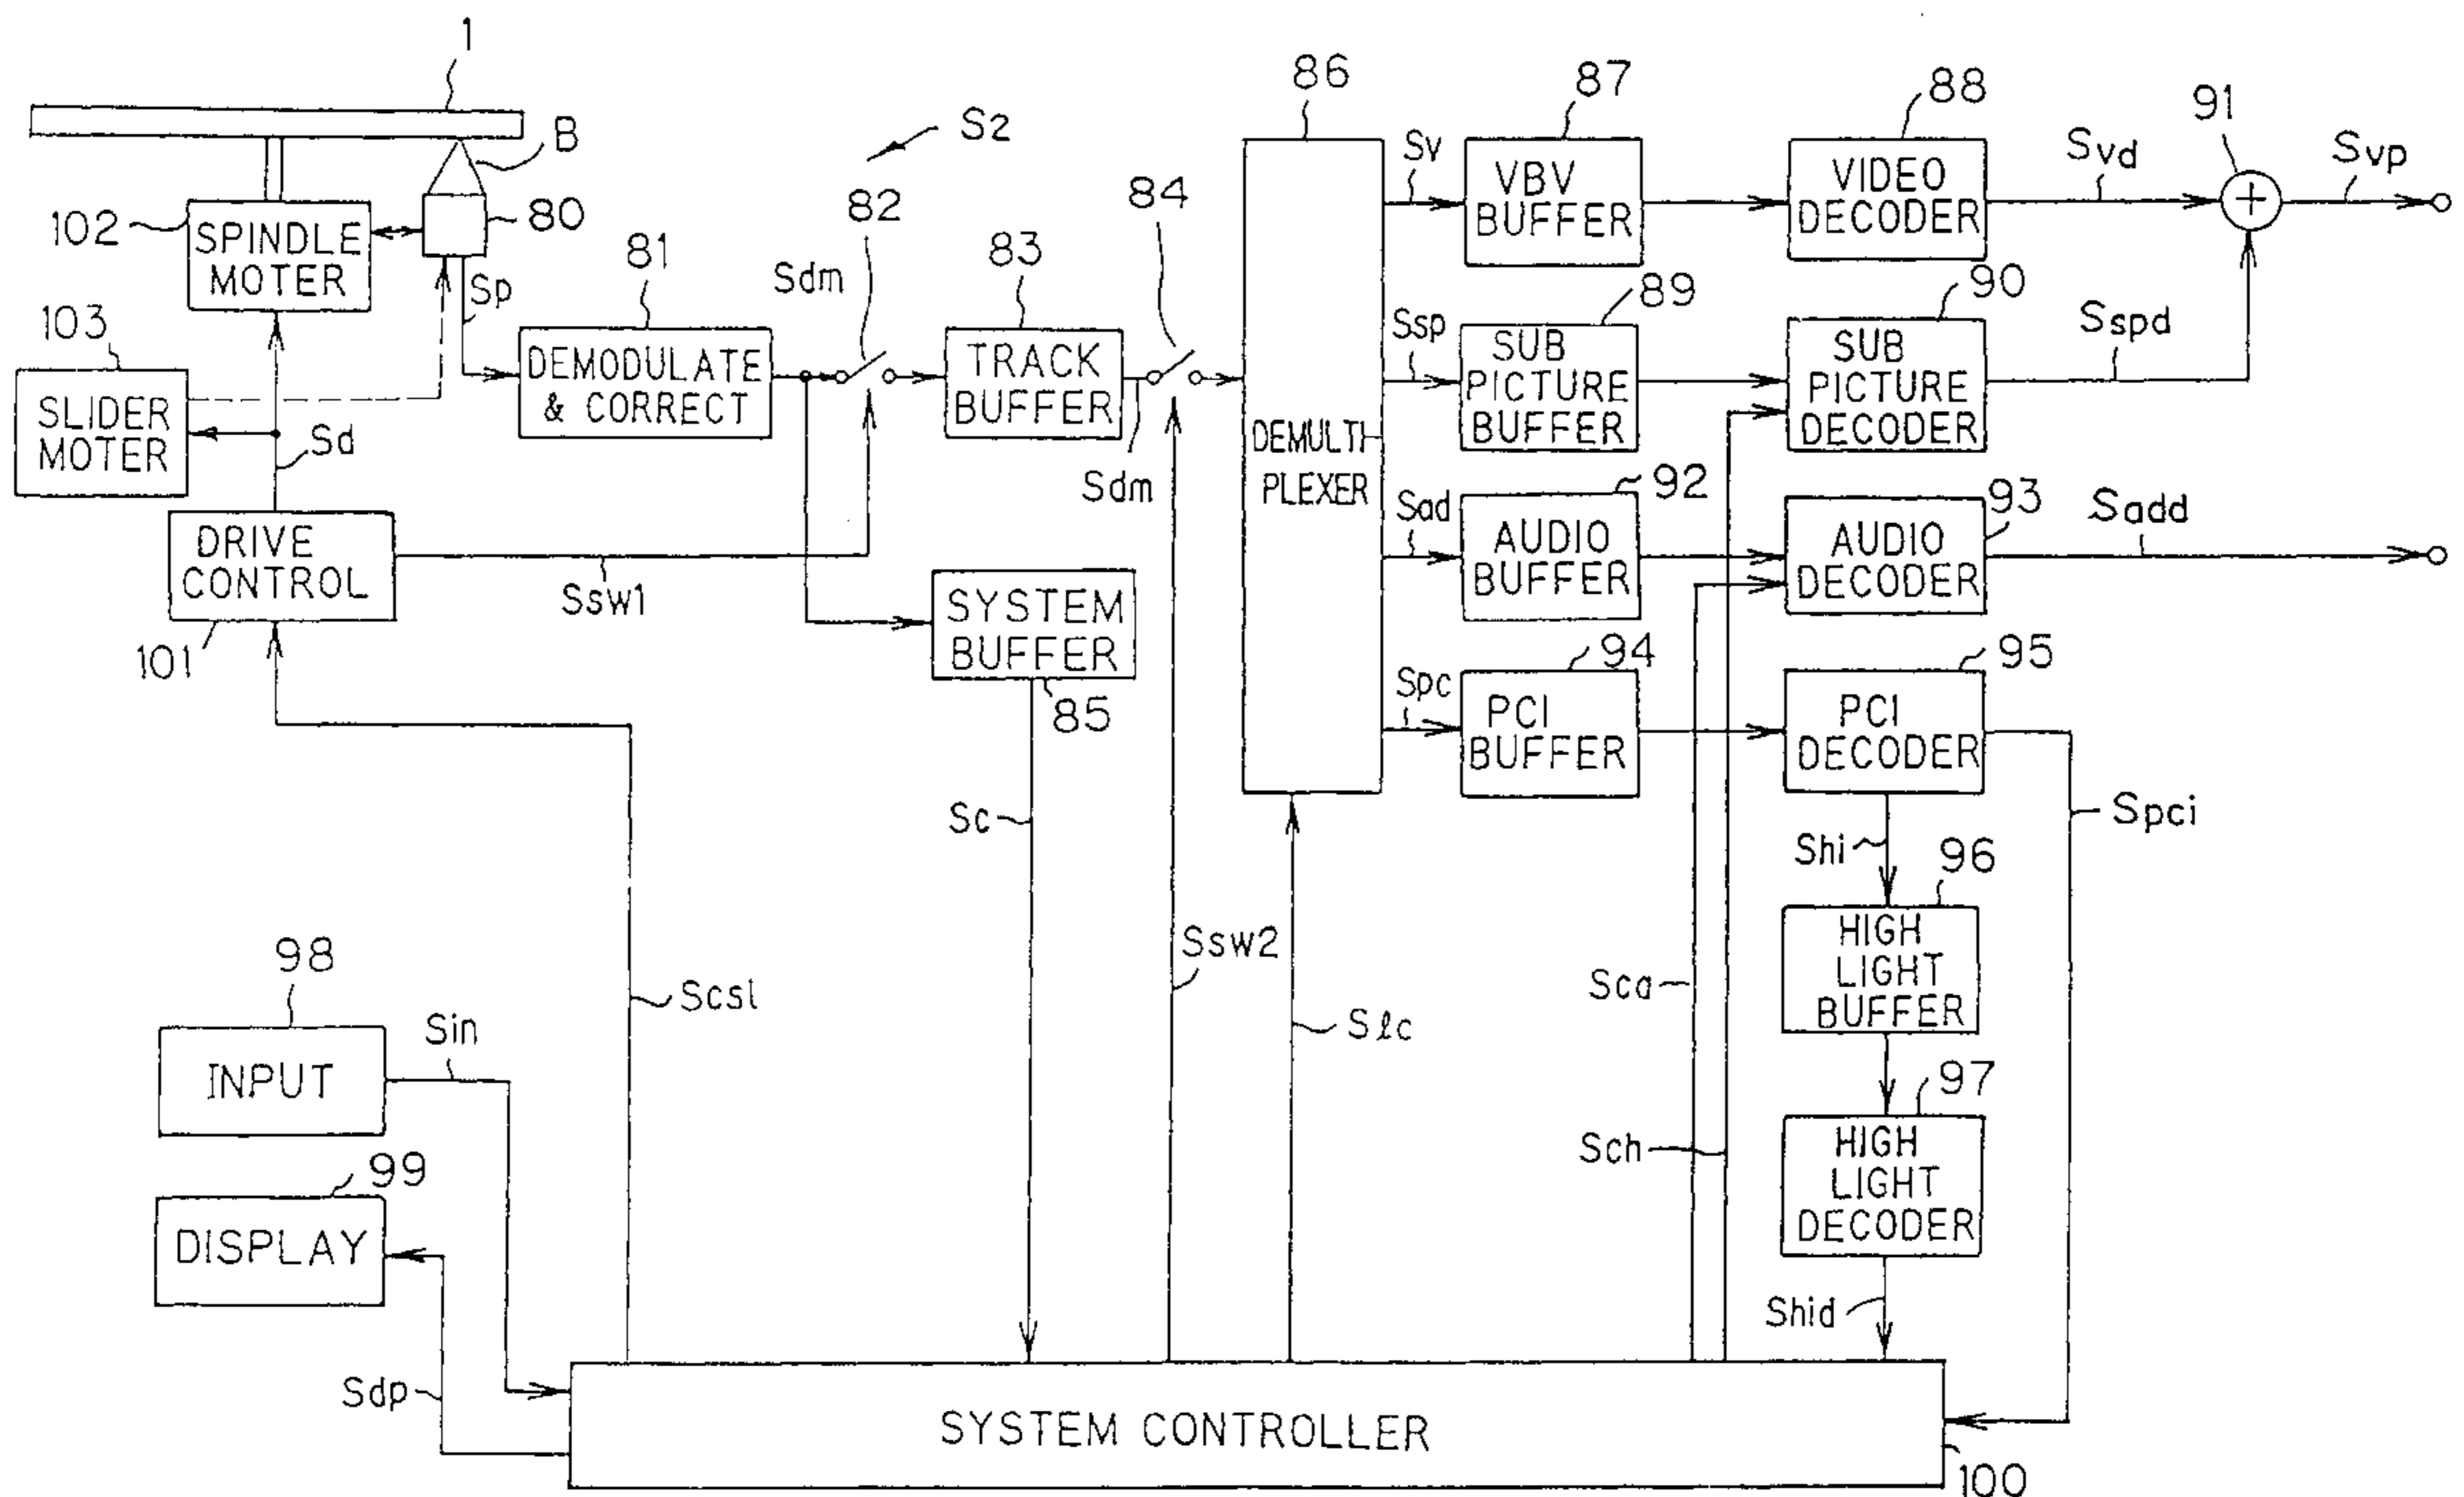 1
B
S2
86
87
88
91
102
SPINDLE
MOTER
80
Sp
81
Sdm
82
83
84
Sv
VBV
BUFFER
VIDEO
DECODER
Svd
Svp
103
SLIDER
MOTER
Sd
DEMODULATE
& CORRECT
TRACK
BUFFER
Sdm
DEMULTI-
PLEXER
Ssp
89
SUB
PICTURE
BUFFER
90
SUB
PICTURE
DECODER
Sspd
DRIVE
CONTROL
101
Ssw1
SYSTEM
BUFFER
85
Sad
92
AUDIO
BUFFER
93
AUDIO
DECODER
Sadd
Spc
94
PCI
BUFFER
95
PCI
DECODER
Spci
Sc
Shi
96
HIGH
LIGHT
BUFFER
98
INPUT
Sin
Scsl
Ssw2
Slc
Sca
97
HIGH
LIGHT
DECODER
99
DISPLAY
Sch
Shid
Sdp
SYSTEM CONTROLLER
100